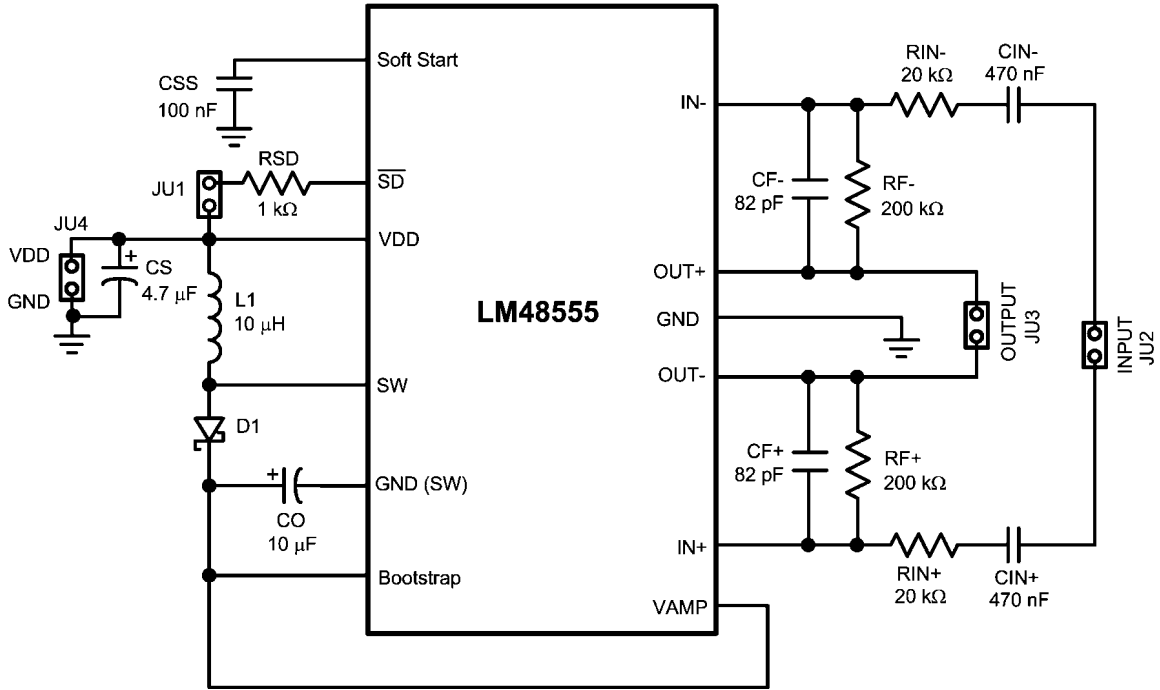 Soft Start
CSS
100 nF
RSD
1 kΩ
SD
JU1
JU4
VDD
GND
CS
4.7 μF
+
VDD
L1
10 μH
SW
D1
+
CO
10 μF
GND (SW)
Bootstrap
LM48555
IN-
RIN-
20 kΩ
CIN-
470 nF
CF-
82 pF
RF-
200 kΩ
OUT+
GND
OUT-
OUTPUT
JU3
INPUT
JU2
CF+
82 pF
RF+
200 kΩ
IN+
RIN+
20 kΩ
CIN+
470 nF
VAMP